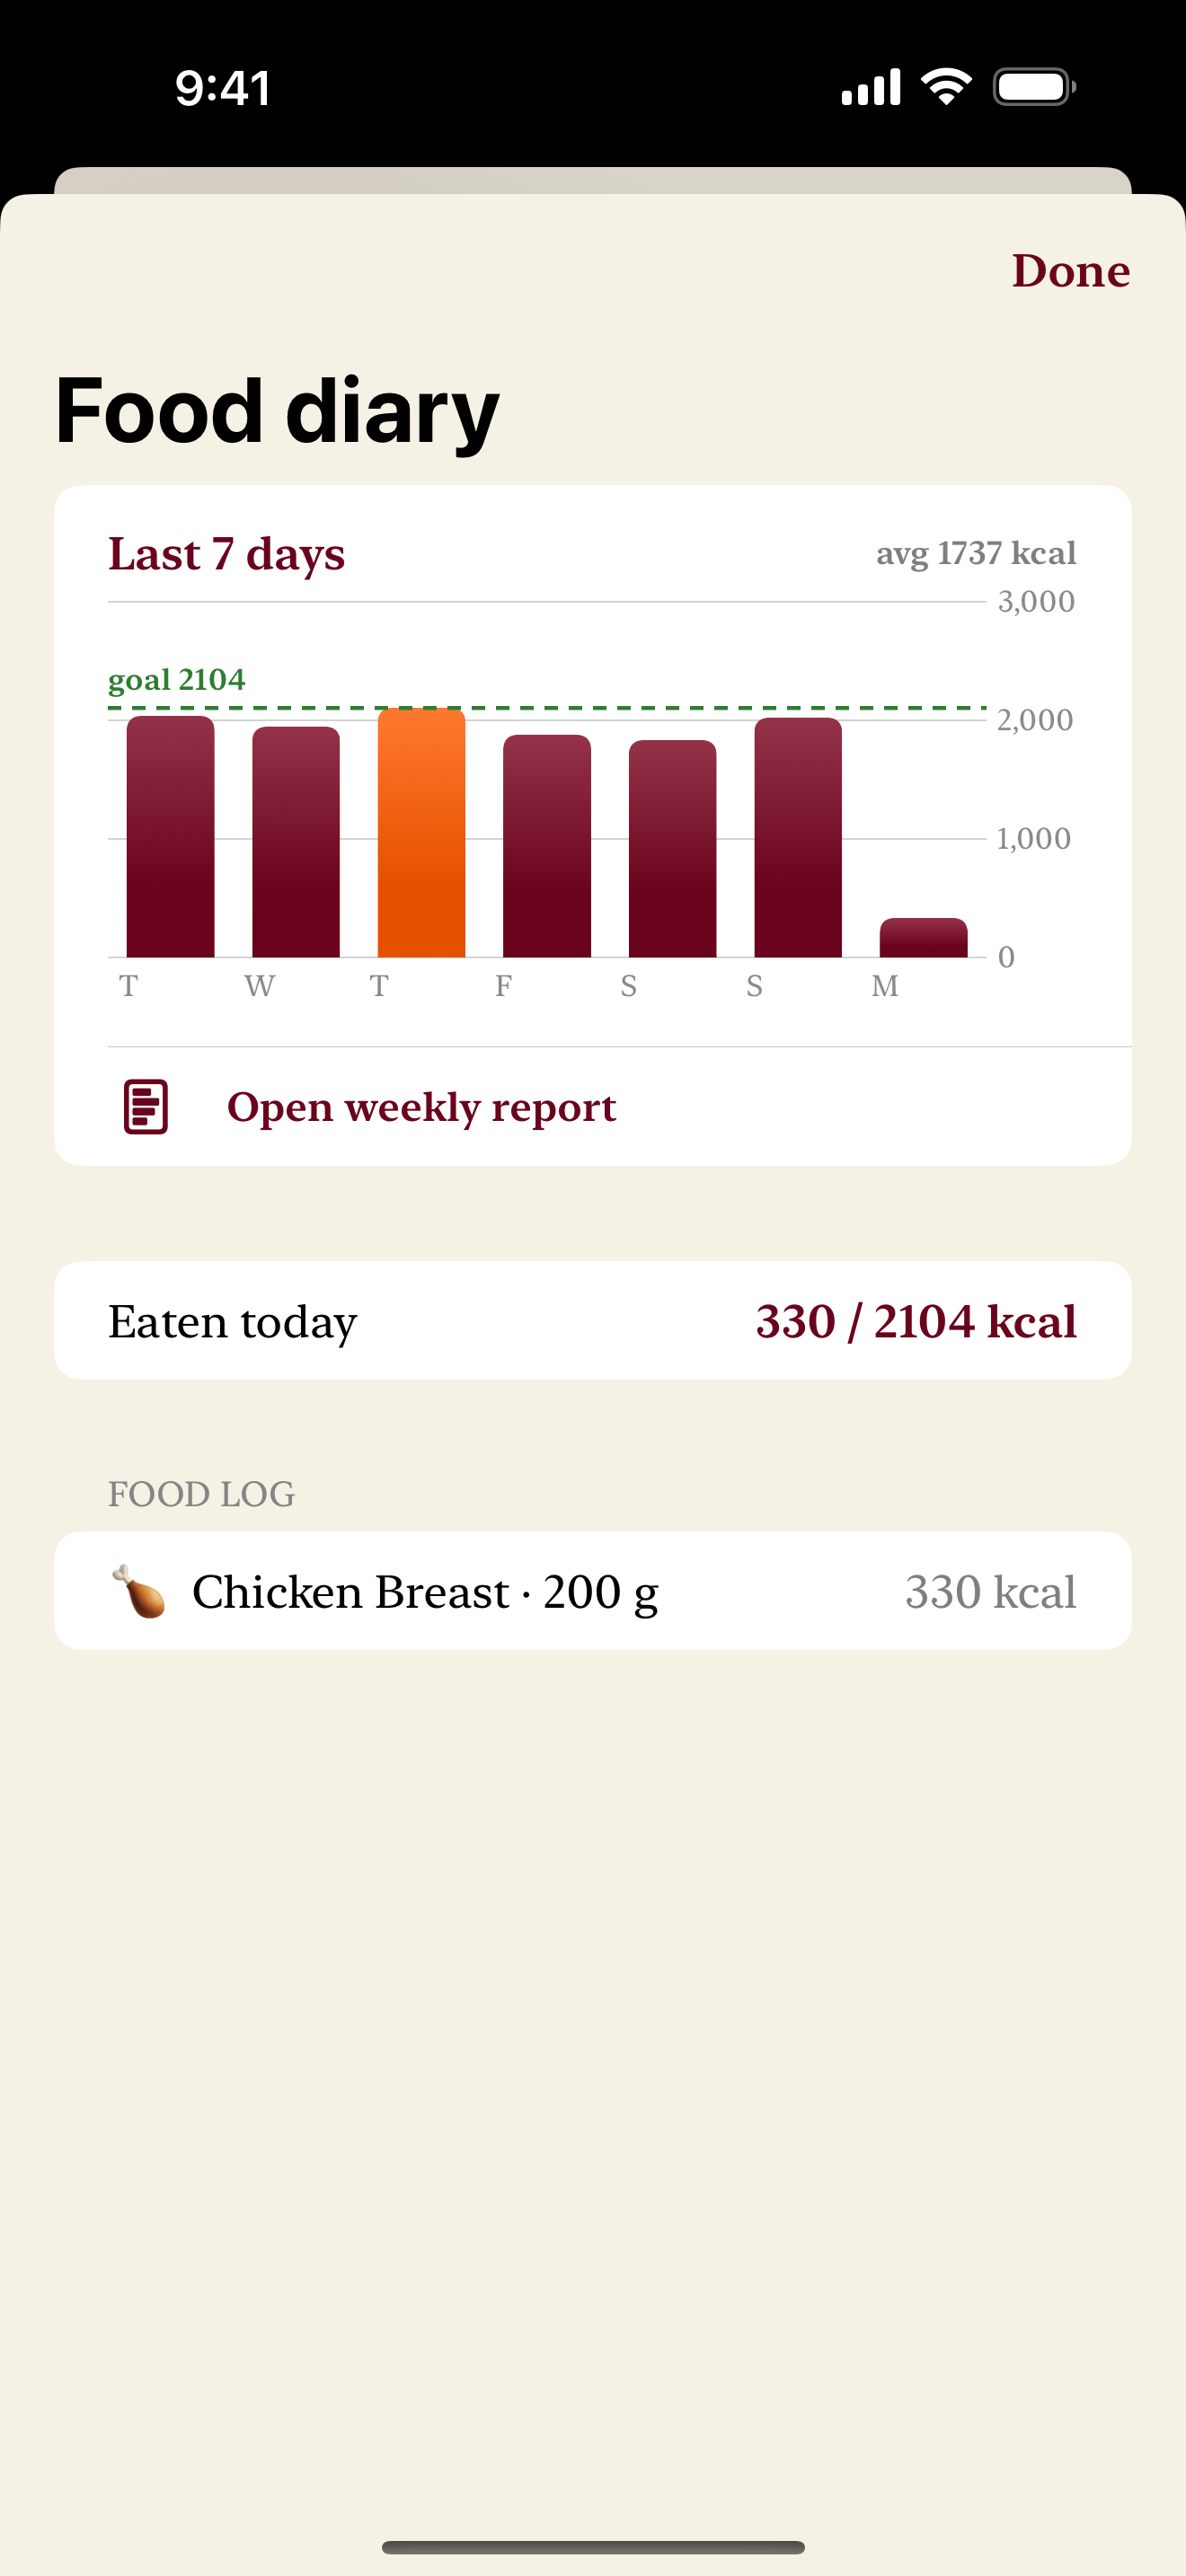 9:41
Done
Food diary
Last 7 days
avg 1737 kcal
3,000
goal 2104
2,000
1,000
0
T W T F S S M
Open weekly report
Eaten today
330 / 2104 kcal
FOOD LOG
Chicken Breast · 200 g
330 kcal